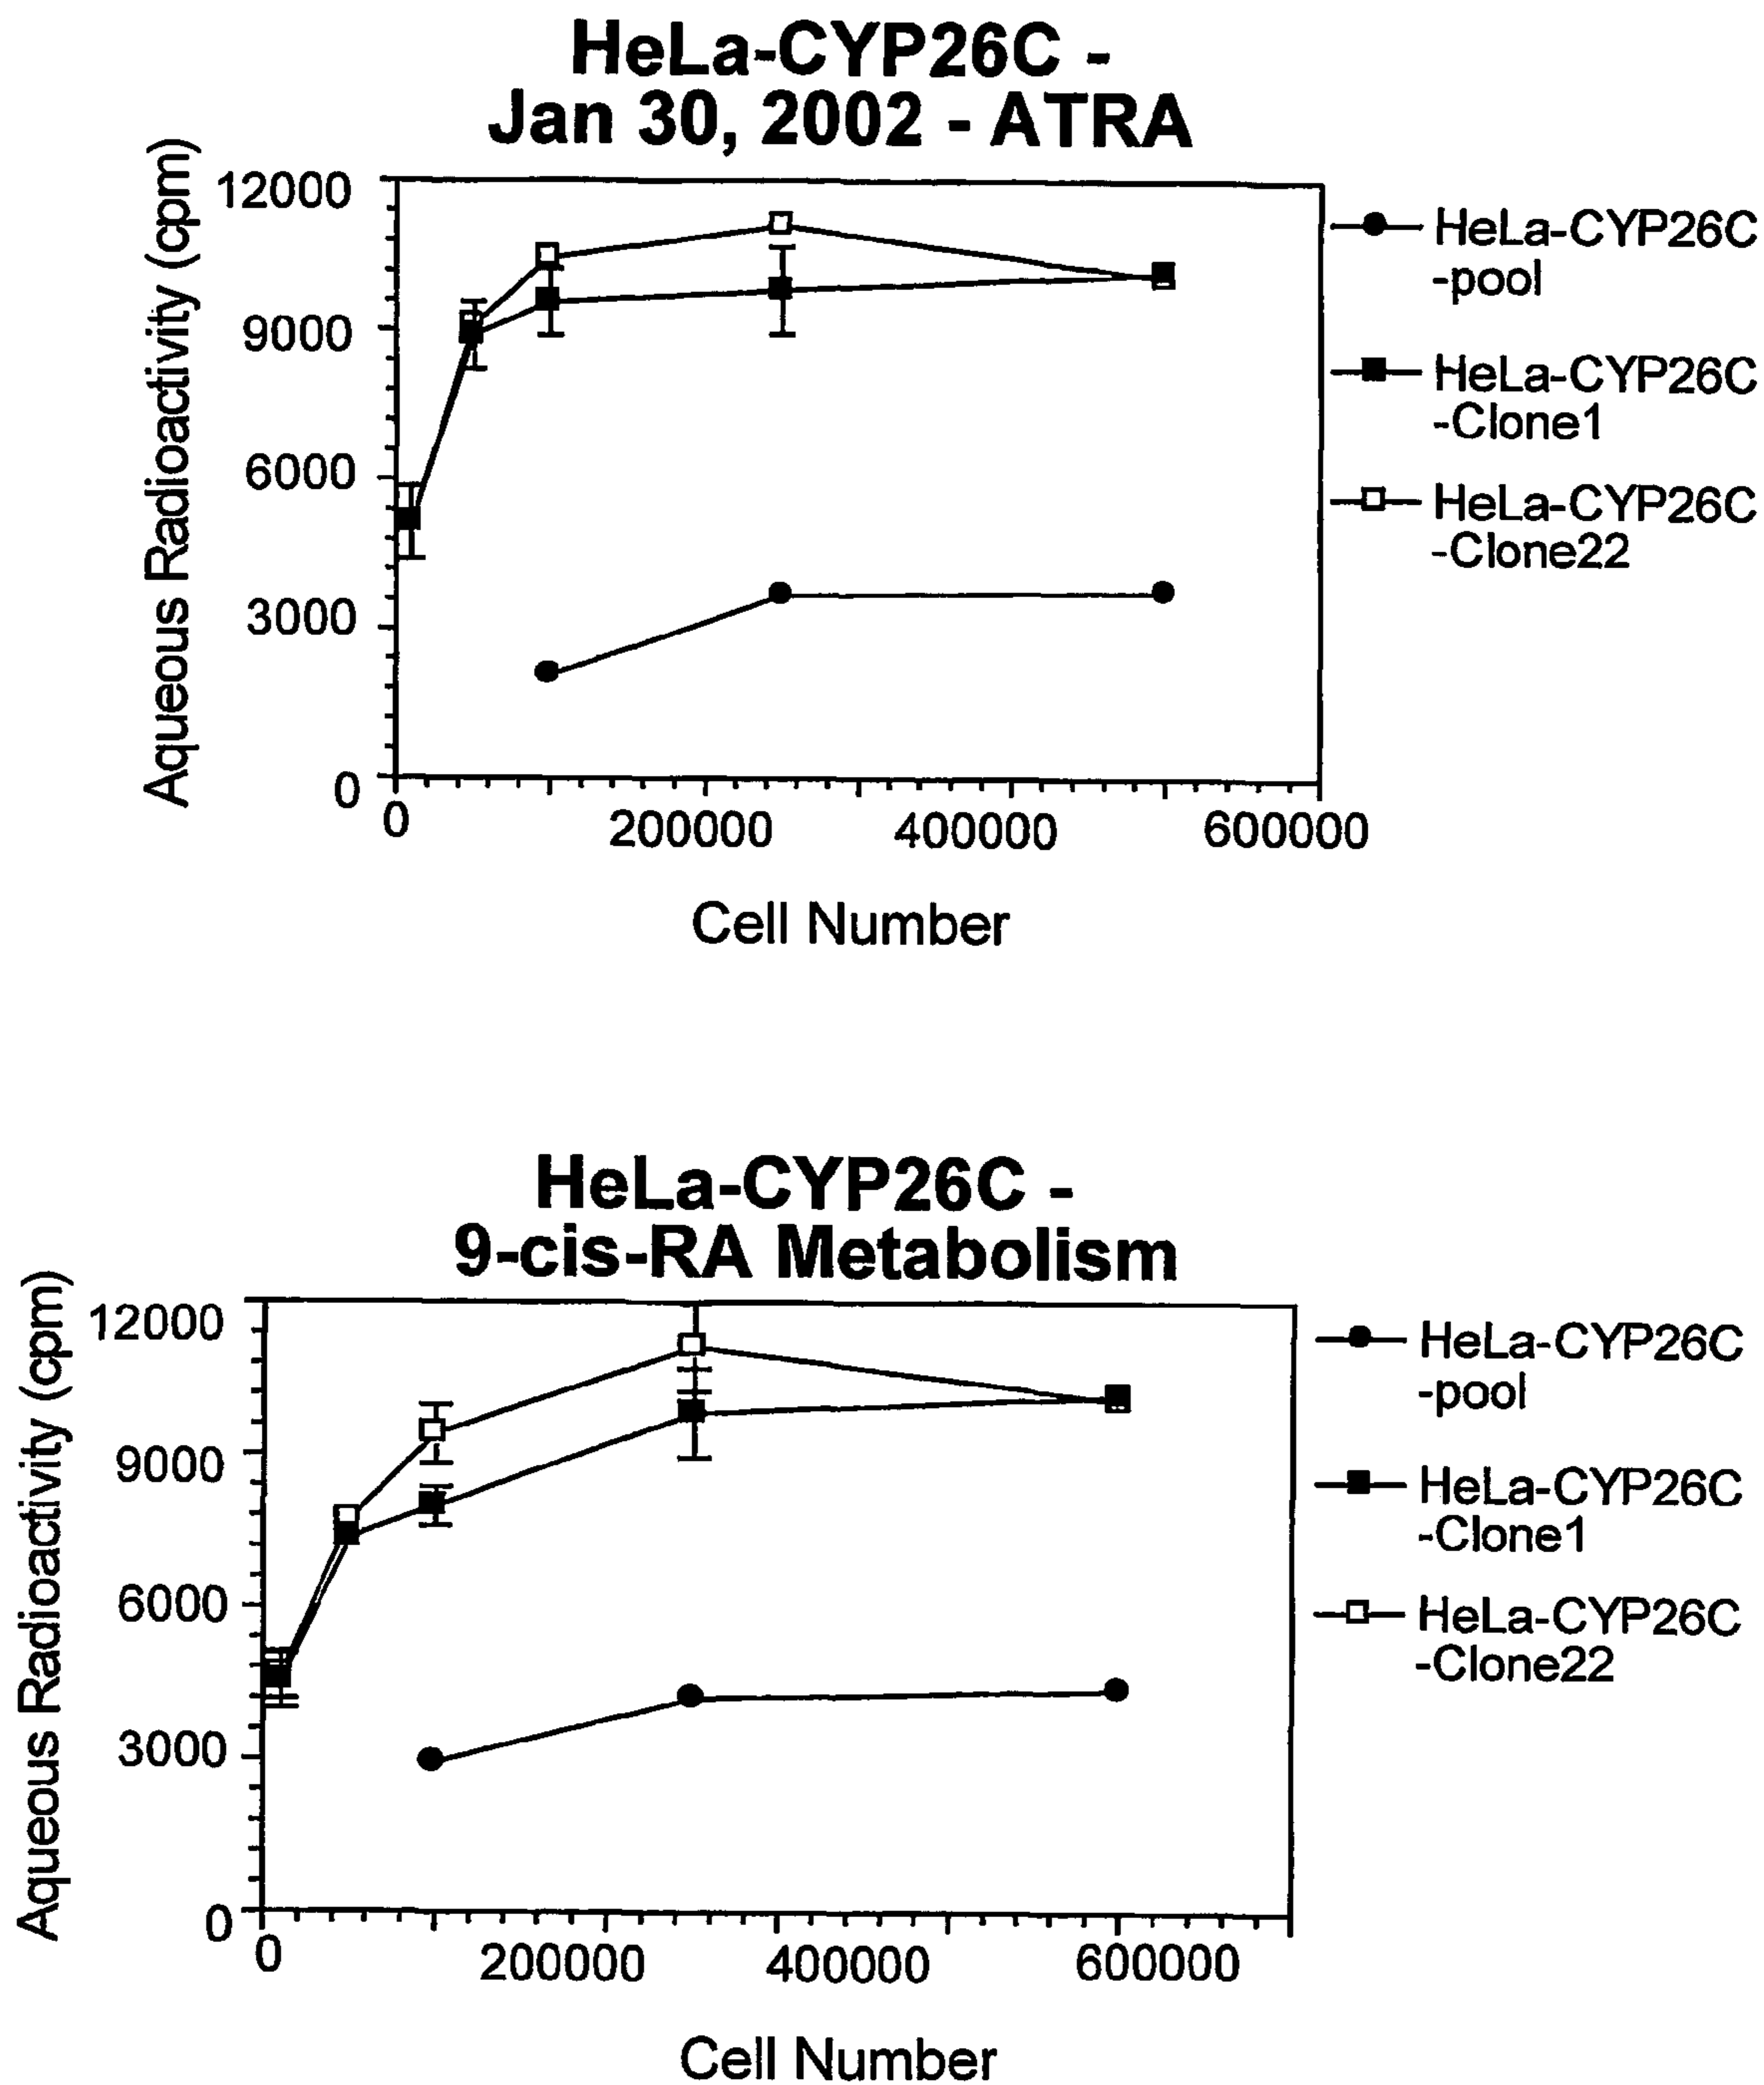 HeLa-CYP26C -
Jan 30, 2002 - ATRA
Aqueous Radioactivity (cpm)
12000
9000
6000
3000
0
0
200000
400000
600000
Cell Number
HeLa-CYP26C
-pool
HeLa-CYP26C
-Clone1
HeLa-CYP26C
-Clone22
HeLa-CYP26C -
9-cis-RA Metabolism
Aqueous Radioactivity (cpm)
12000
9000
6000
3000
0
0
200000
400000
600000
Cell Number
HeLa-CYP26C
-pool
HeLa-CYP26C
-Clone1
HeLa-CYP26C
-Clone22